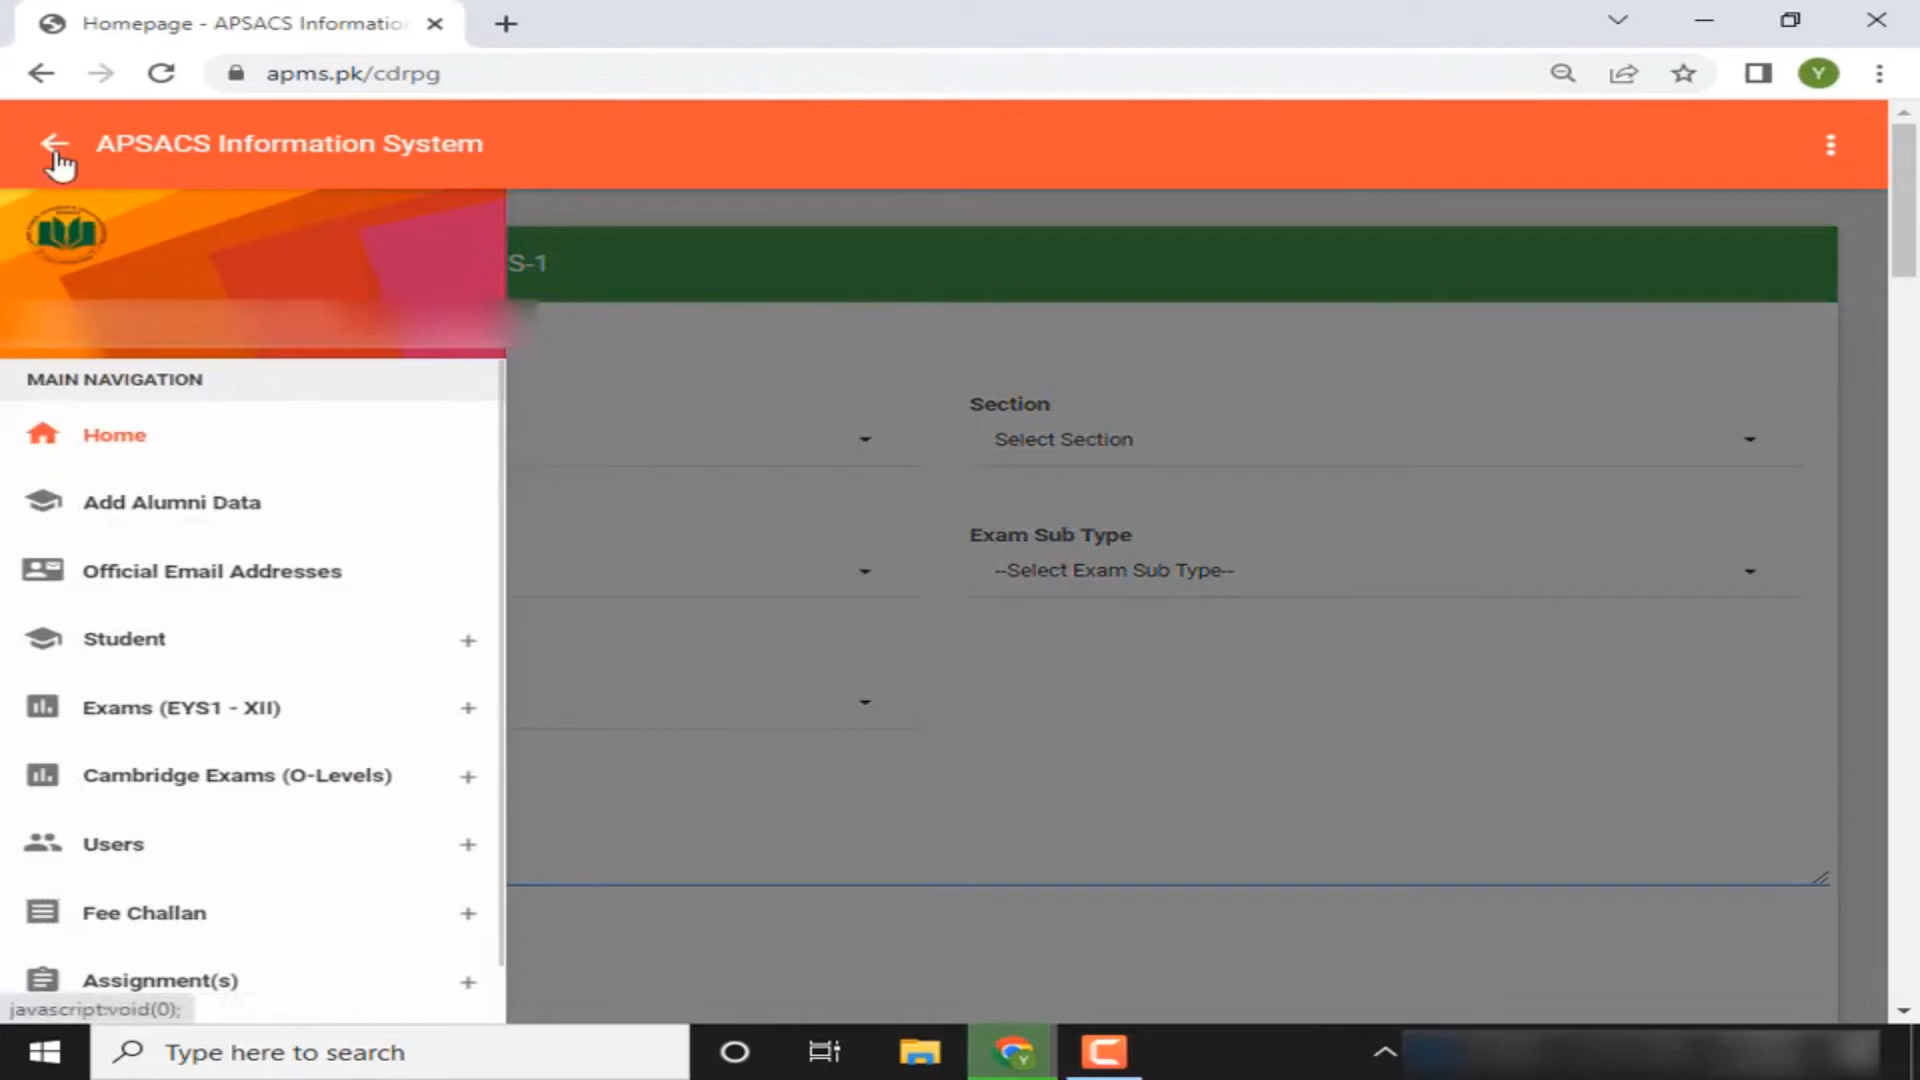 Homepage - APSACS Informatio
apms.pk/cdrpg
Y
APSACS Information System
S-1
MAIN NAVIGATION
Home
Section
Select Section
Add Alumni Data
Exam Sub Type
--Select Exam Sub Type--
Official Email Addresses
Student
Exams (EYS1 - XII)
Cambridge Exams (O-Levels)
Users
Fee Challan
Assignment(s)
javascript:void(0);
Type here to search